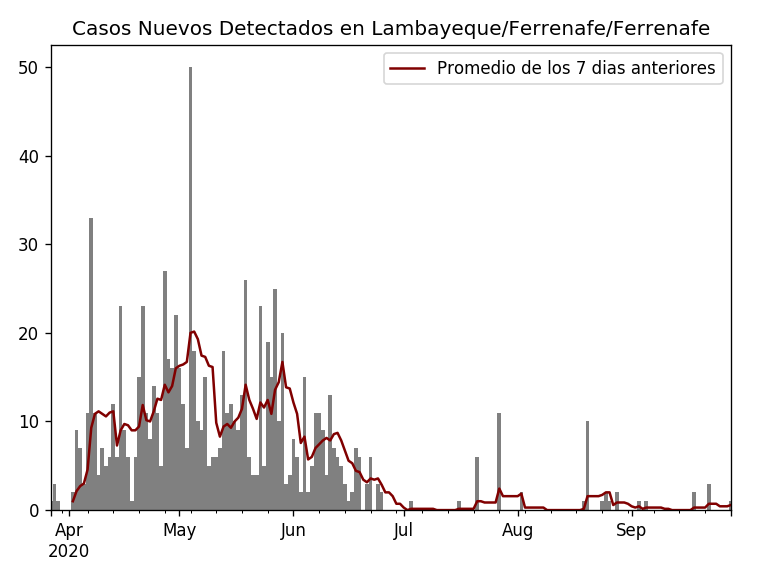 Casos Nuevos Detectados en Lambayeque/Ferrenafe/Ferrenafe
Promedio de los 7 dias anteriores
50
40
30
20
10
0
Apr May Jun Jul Aug Sep
2020